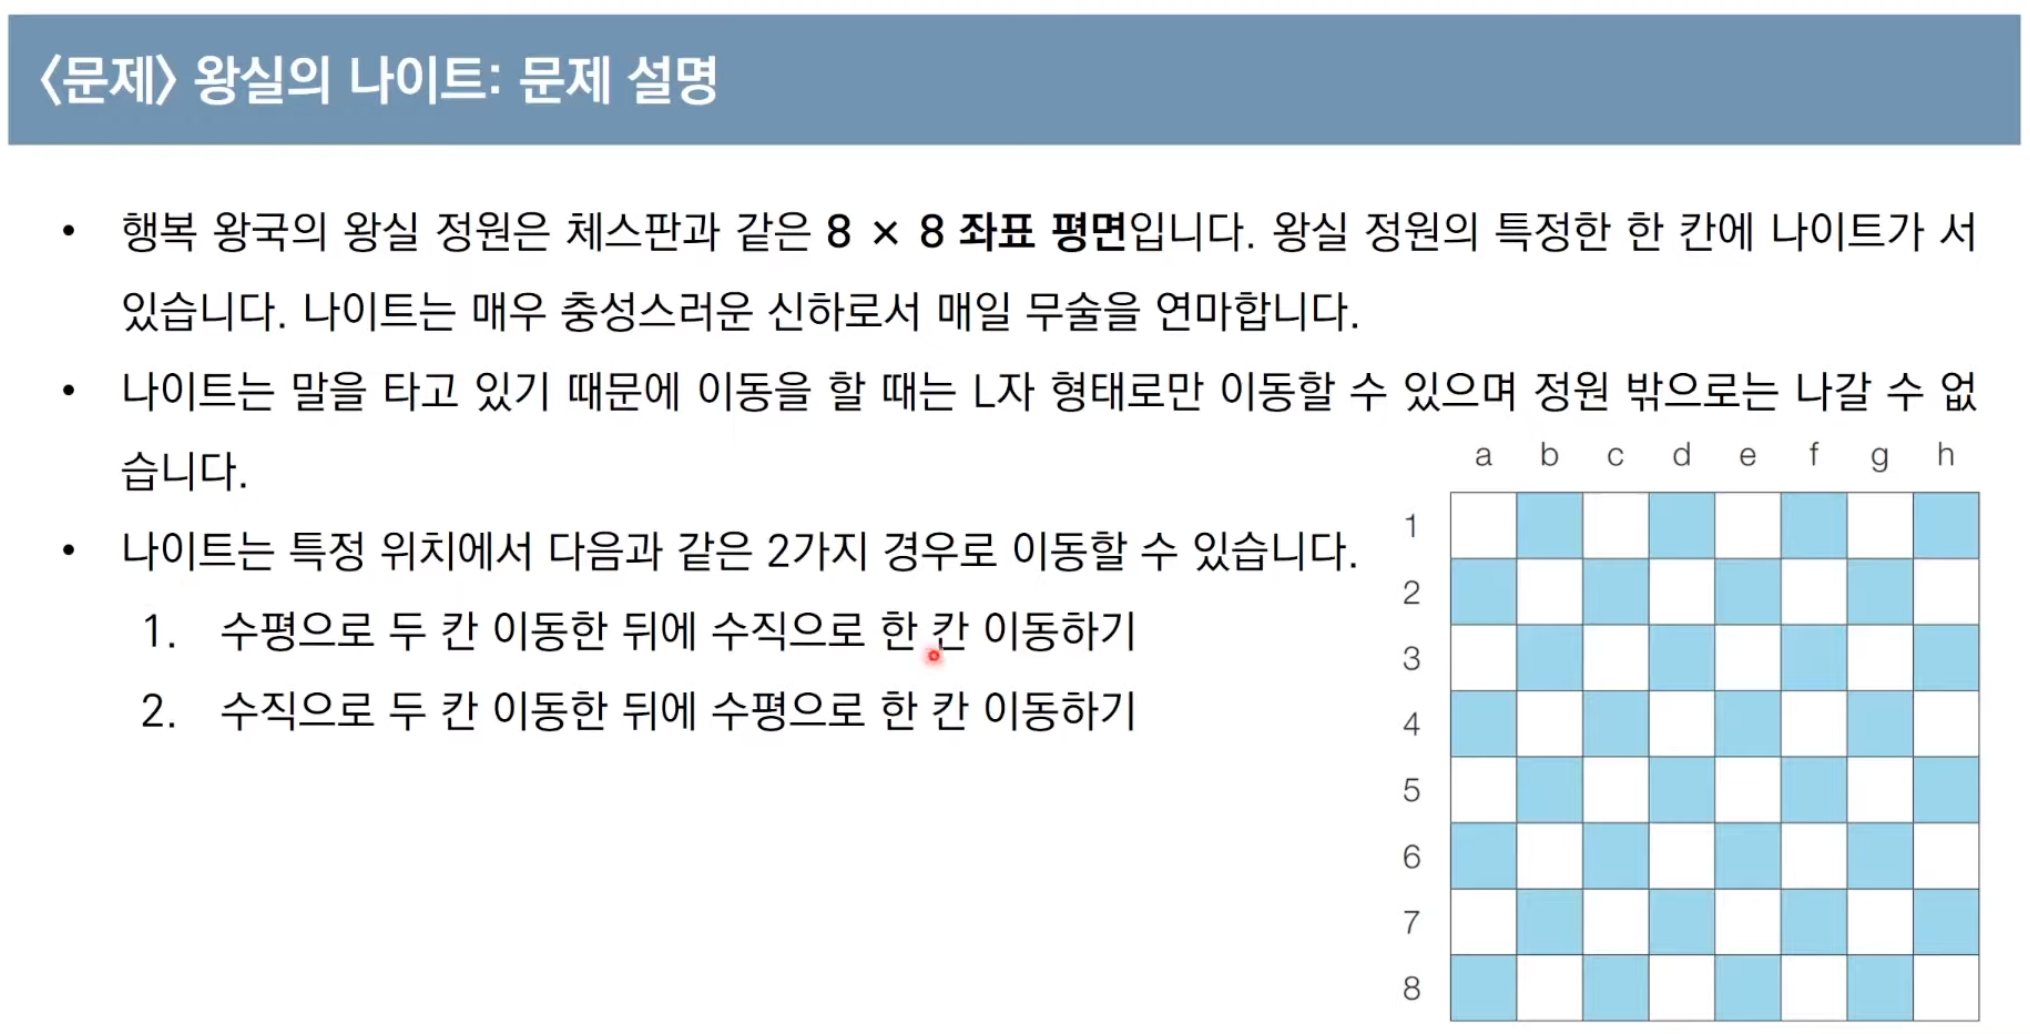 <문제> 왕실의 나이트: 문제 설명
• 행복 왕국의 왕실 정원은 체스판과 같은 8 × 8 좌표 평면입니다. 왕실 정원의 특정한 한 칸에 나이트가 서
있습니다. 나이트는 매우 충성스러운 신하로서 매일 무술을 연마합니다.
• 나이트는 말을 타고 있기 때문에 이동을 할 때는 L자 형태로만 이동할 수 있으며 정원 밖으로는 나갈 수 없
습니다.
• 나이트는 특정 위치에서 다음과 같은 2가지 경우로 이동할 수 있습니다.
1. 수평으로 두 칸 이동한 뒤에 수직으로 한 칸 이동하기
2. 수직으로 두 칸 이동한 뒤에 수평으로 한 칸 이동하기
a b c d e f g h
1
2
3
4
5
6
7
8